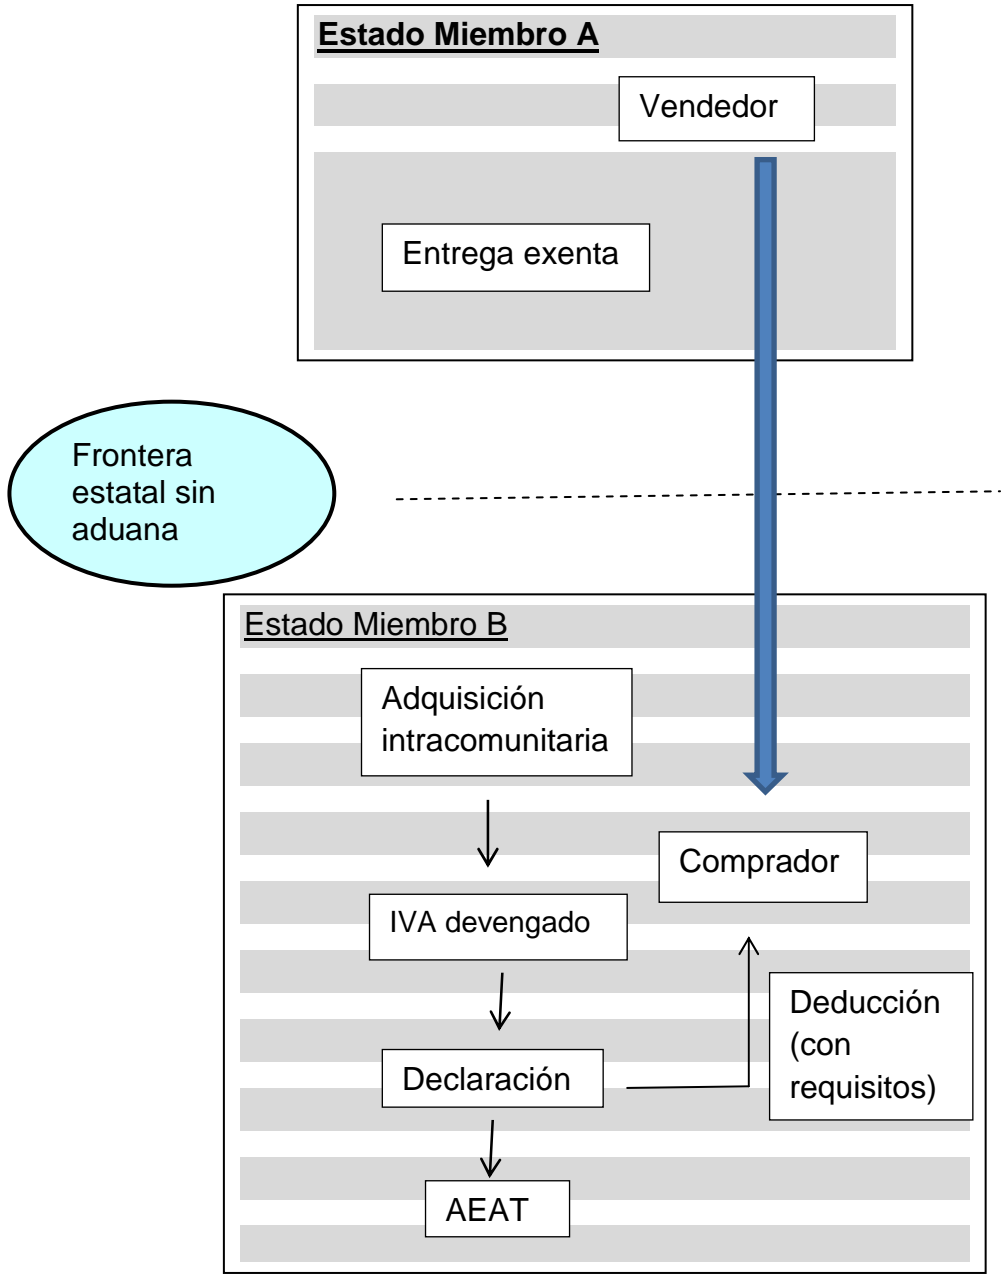 Estado Miembro A
Vendedor
Entrega exenta
Frontera
estatal sin
aduana
Estado Miembro B
Adquisición
intracomunitaria
Comprador
IVA devengado
Deducción
(con
requisitos)
Declaración
AEAT